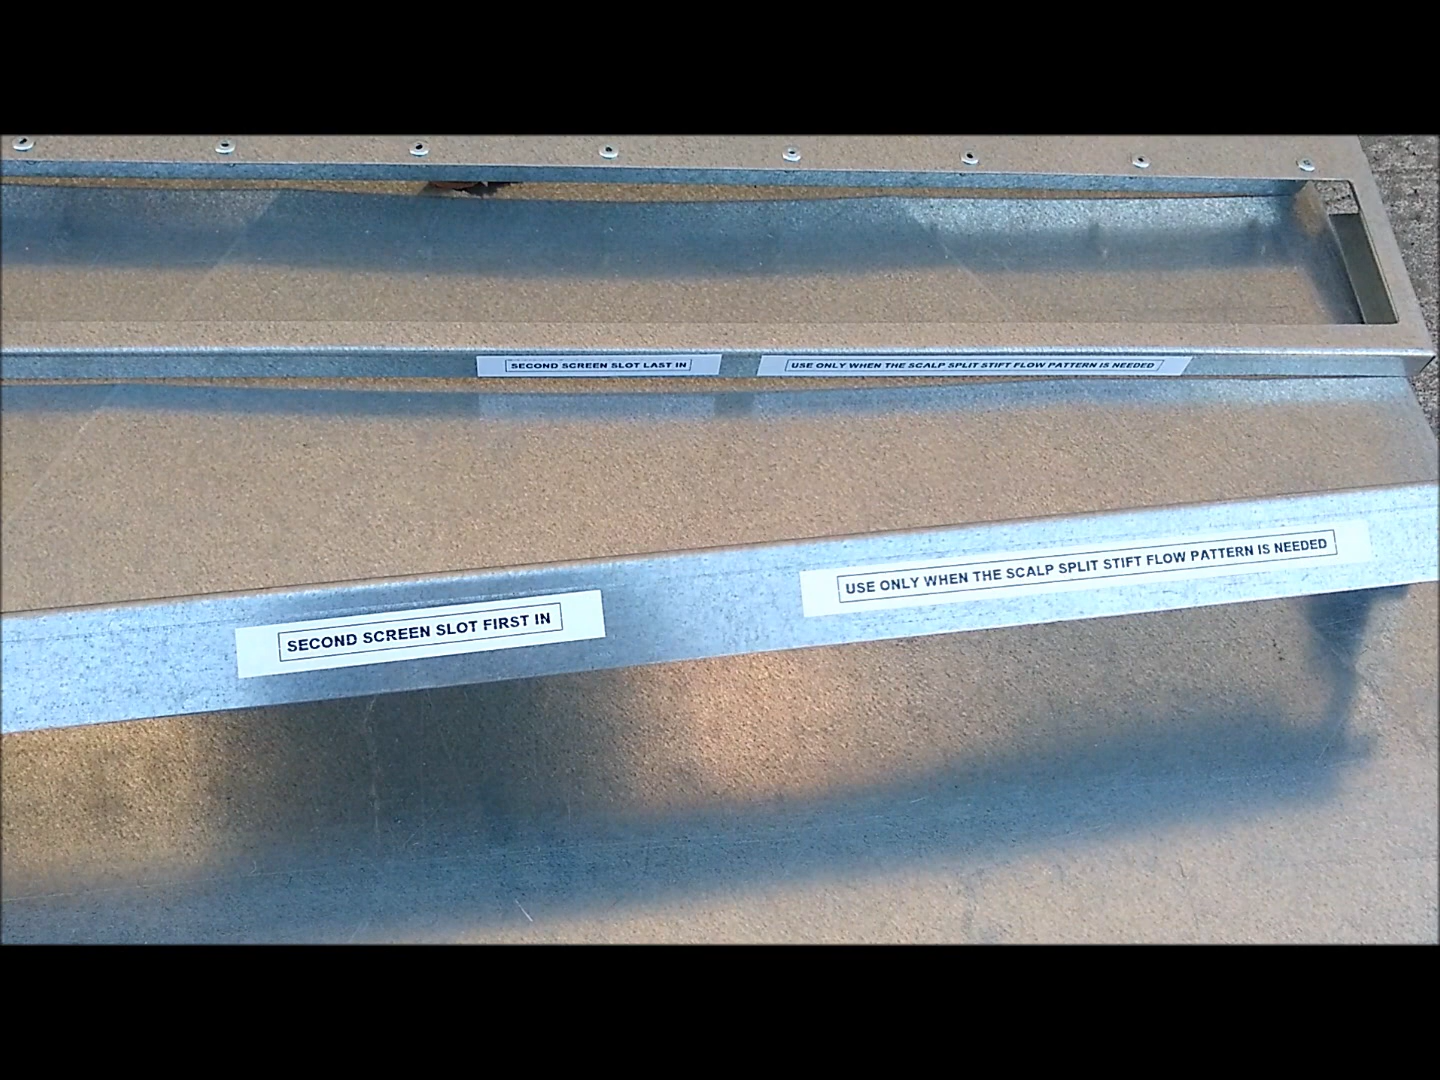 SECOND SCREEN SLOT LAST IN
USE ONLY WHEN THE SCALP SPLIT STIFT FLOW PATTERN IS NEEDED
SECOND SCREEN SLOT FIRST IN
USE ONLY WHEN THE SCALP SPLIT STIFT FLOW PATTERN IS NEEDED